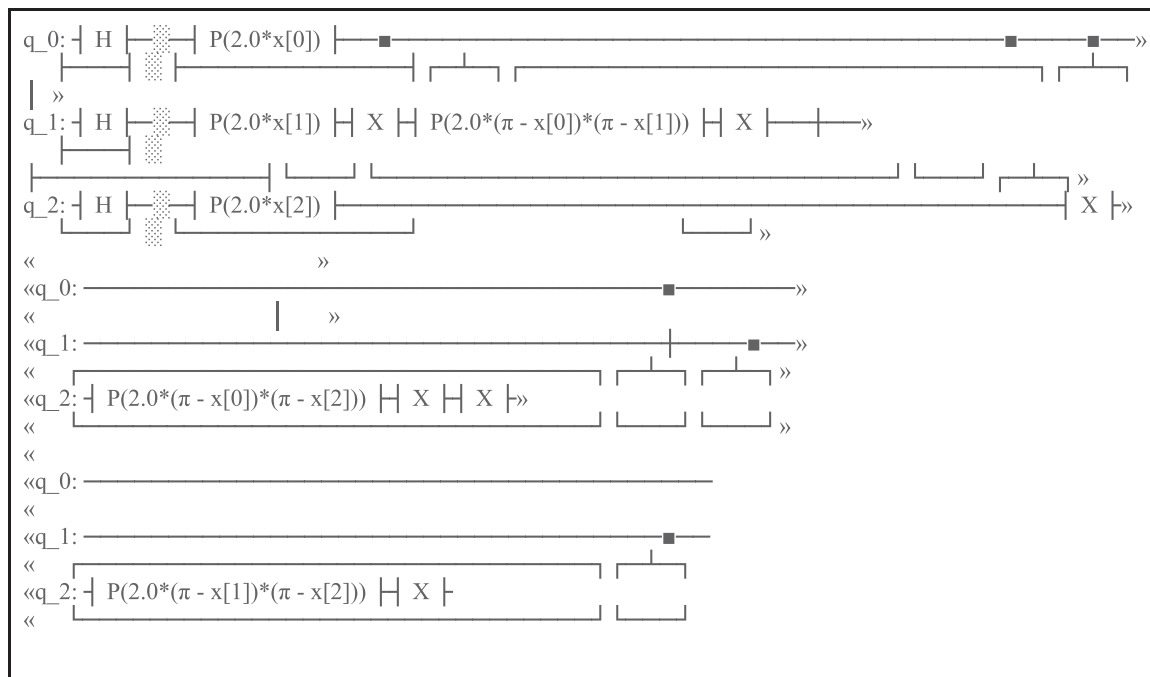 q_0: ┤ H ├─░─┤ P(2.0*x[0]) ├──■───■───■──»
»
q_1: ┤ H ├─░─┤ P(2.0*x[1]) ├┤ X ├┤ P(2.0*(π - x[0])*(π - x[1])) ├┤ X ├──┼──»
»
q_2: ┤ H ├─░─┤ P(2.0*x[2]) ├──┤ X ├»
»
« »
«q_0: ──■──»
« »
«q_1: ──┼──■──»
« »
«q_2: ┤ P(2.0*(π - x[0])*(π - x[2])) ├┤ X ├┤ X ├»
« »
«
«q_0: ──
«
«q_1: ──■──
«
«q_2: ┤ P(2.0*(π - x[1])*(π - x[2])) ├┤ X ├
«